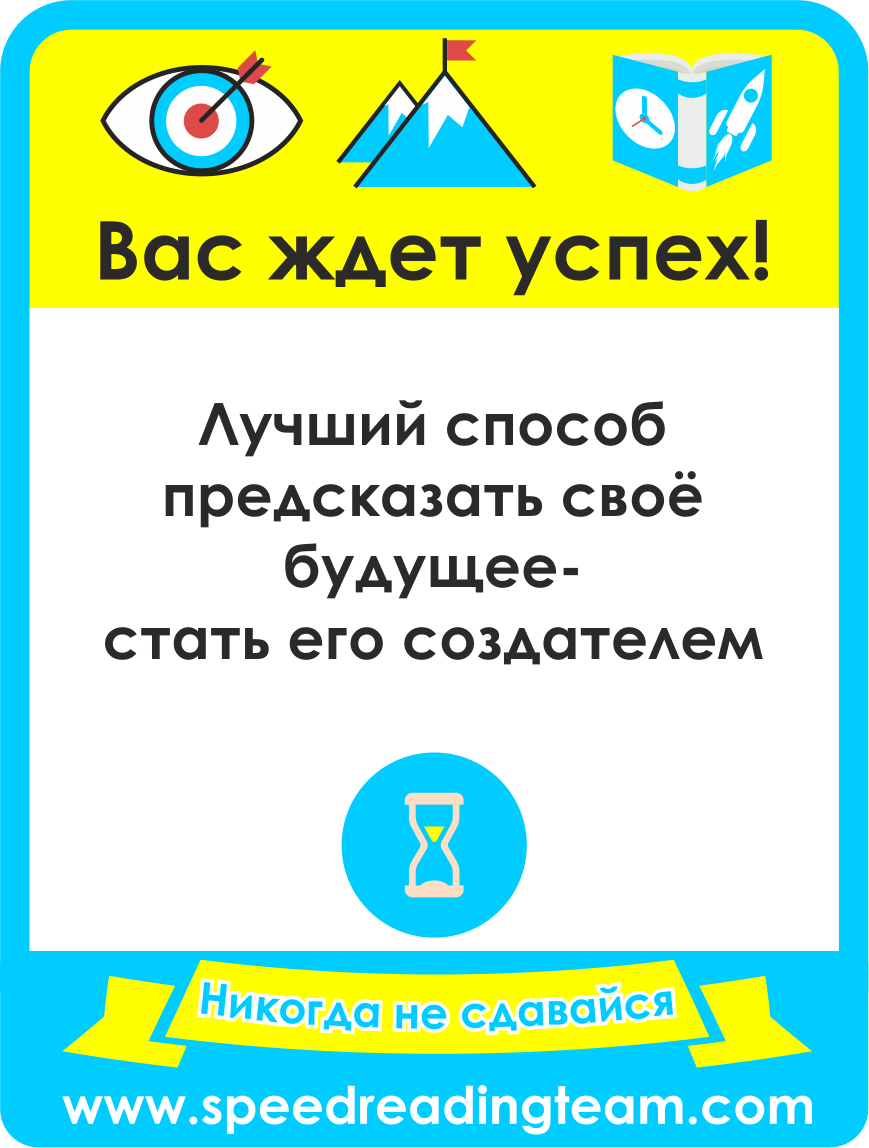 Вас ждет успех!
Лучший способ
предсказать своё
будущее-
стать его создателем
Никогда не сдавайся
www.speedreadingteam.com